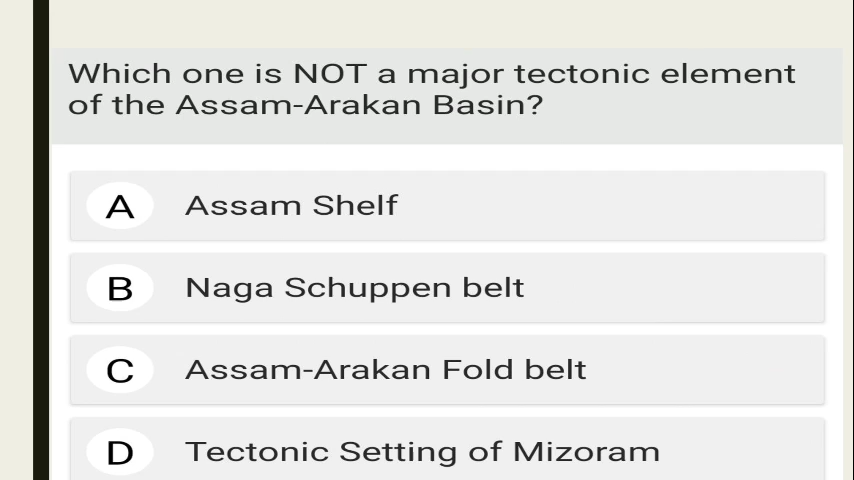 Which one is NOT a major tectonic element
of the Assam-Arakan Basin?
A Assam Shelf
B Naga Schuppen belt
C Assam-Arakan Fold belt
D Tectonic Setting of Mizoram